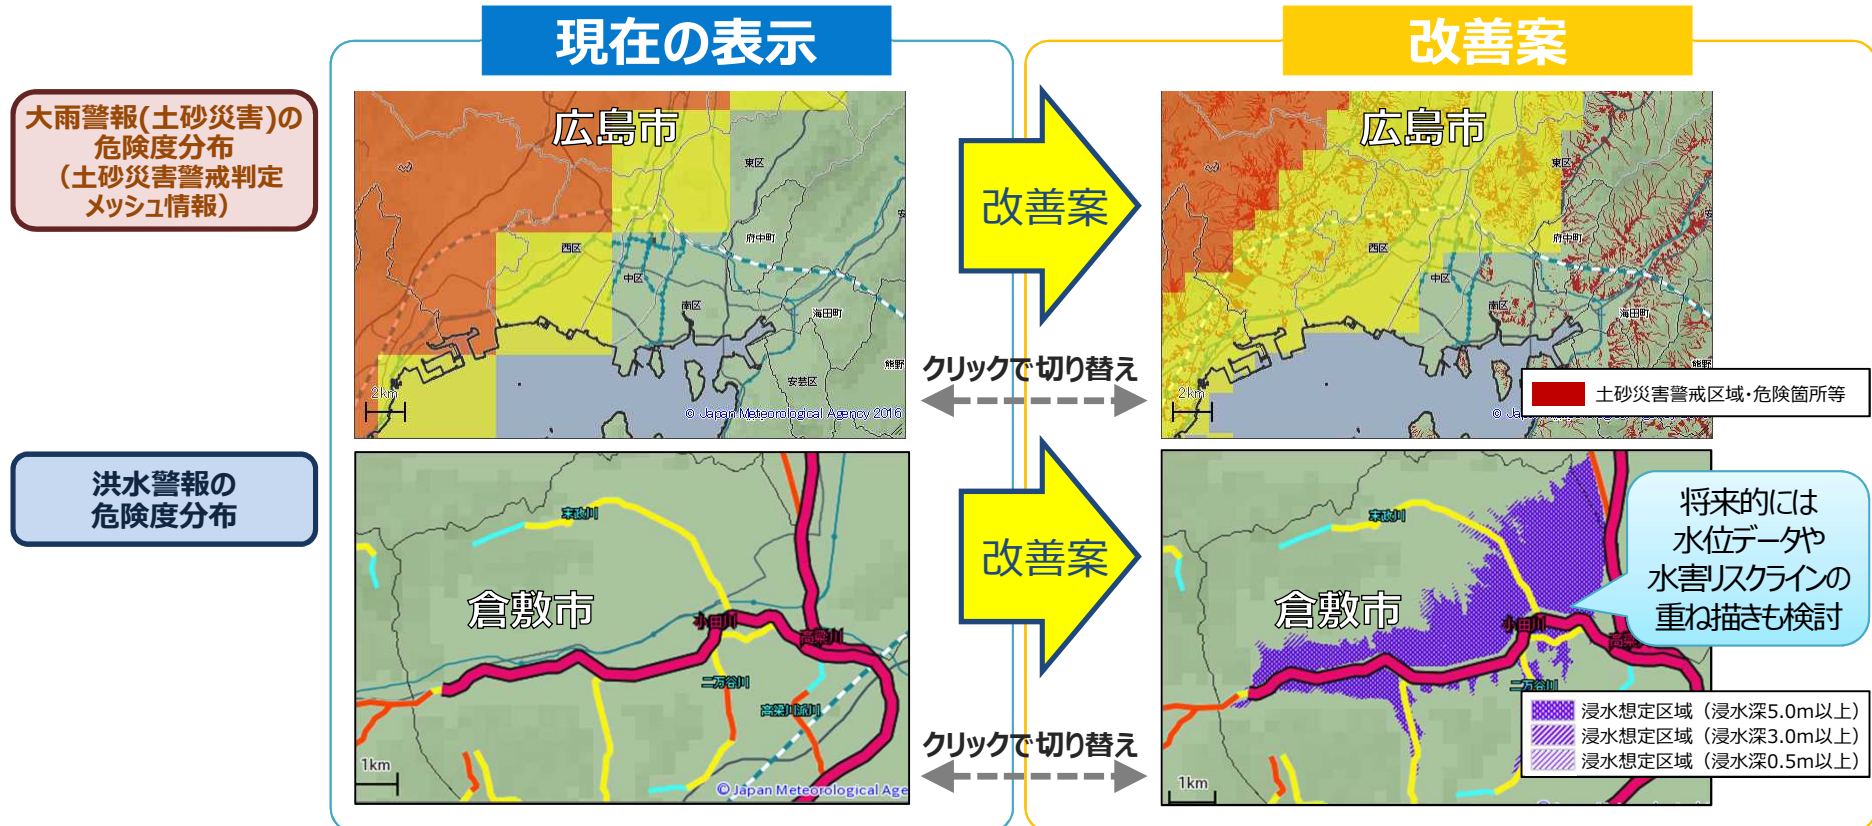 現在の表示
改善案
大雨警報(土砂災害)の
危険度分布
（土砂災害警戒判定
メッシュ情報）
広島市
東区
西区
中区
南区
府中町
海田町
安芸区
熊野
2km
© Japan Meteorological Agency 2016
改善案
クリックで切り替え
広島市
東区
西区
中区
南区
府中町
海田町
熊野
2km
土砂災害警戒区域・危険箇所等
洪水警報の
危険度分布
末政川
倉敷市
小田川
高梁川
二万谷川
高梁川派川
1km
© Japan Meteorological Age
改善案
クリックで切り替え
末政川
倉敷市
小田川
高梁川
二万谷川
1km
将来的には
水位データや
水害リスクラインの
重ね描きも検討
浸水想定区域（浸水深5.0m以上）
浸水想定区域（浸水深3.0m以上）
浸水想定区域（浸水深0.5m以上）